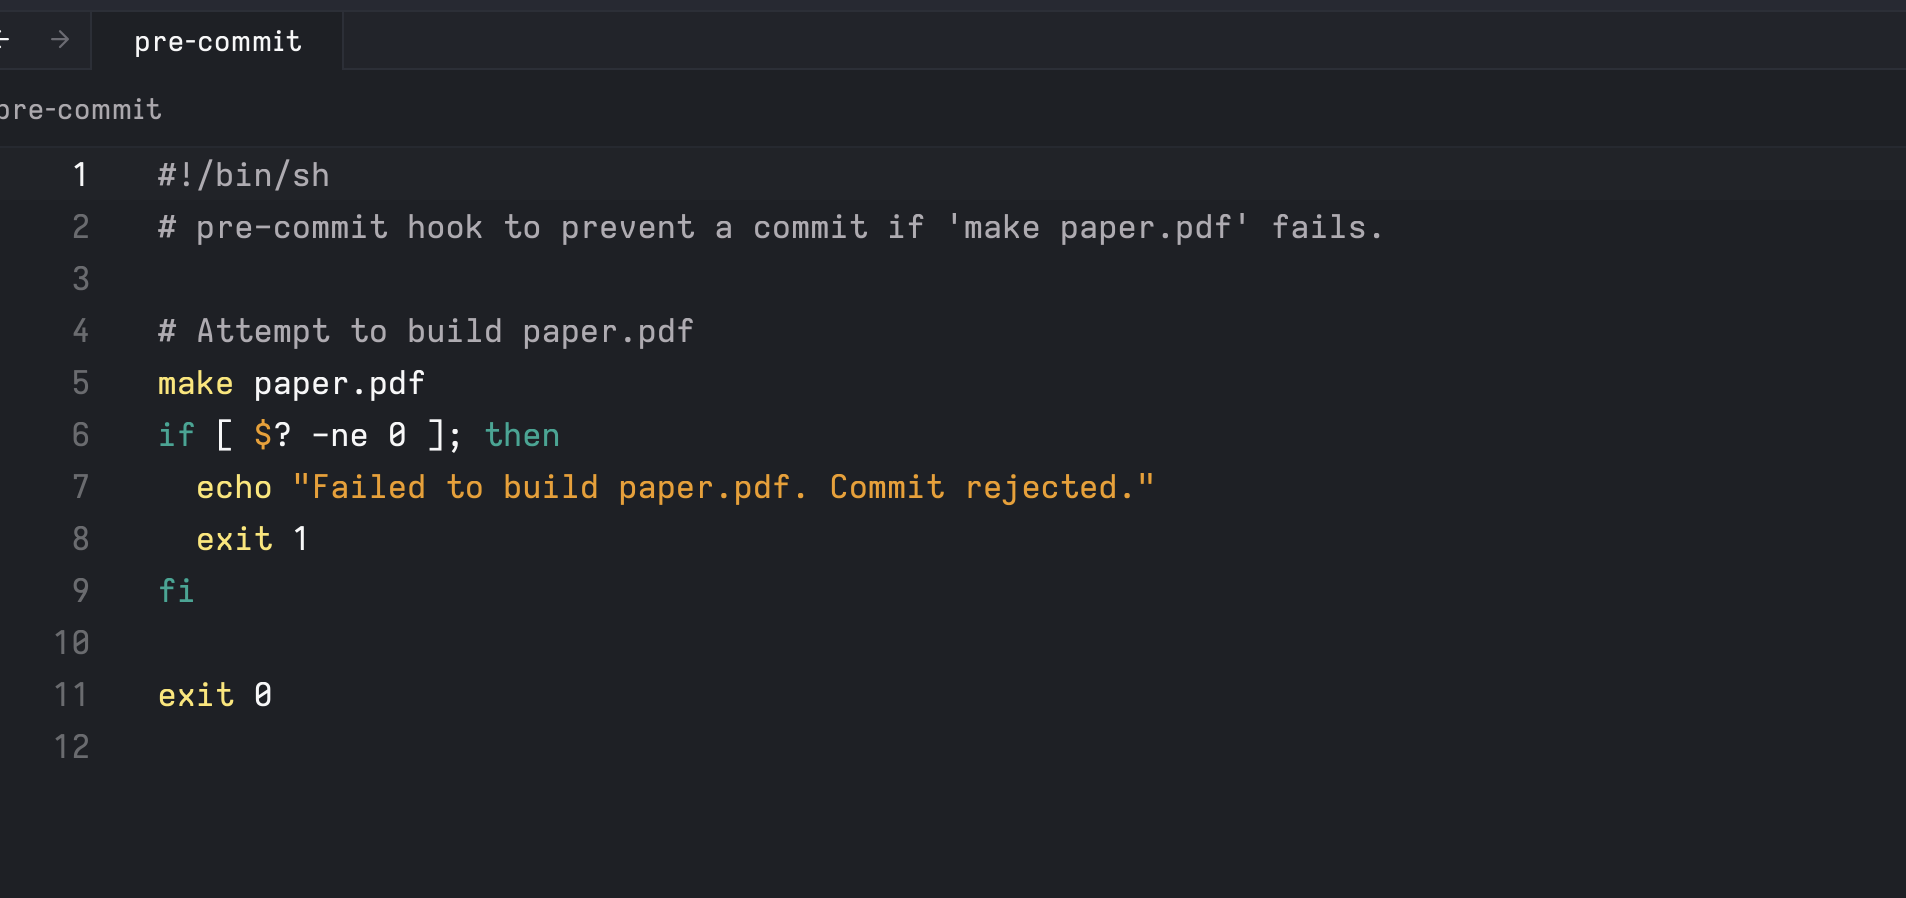 pre-commit
pre-commit
1 #!/bin/sh
2 # pre-commit hook to prevent a commit if 'make paper.pdf' fails.
3
4 # Attempt to build paper.pdf
5 make paper.pdf
6 if [ $? -ne 0 ]; then
7   echo "Failed to build paper.pdf. Commit rejected."
8   exit 1
9 fi
10
11 exit 0
12